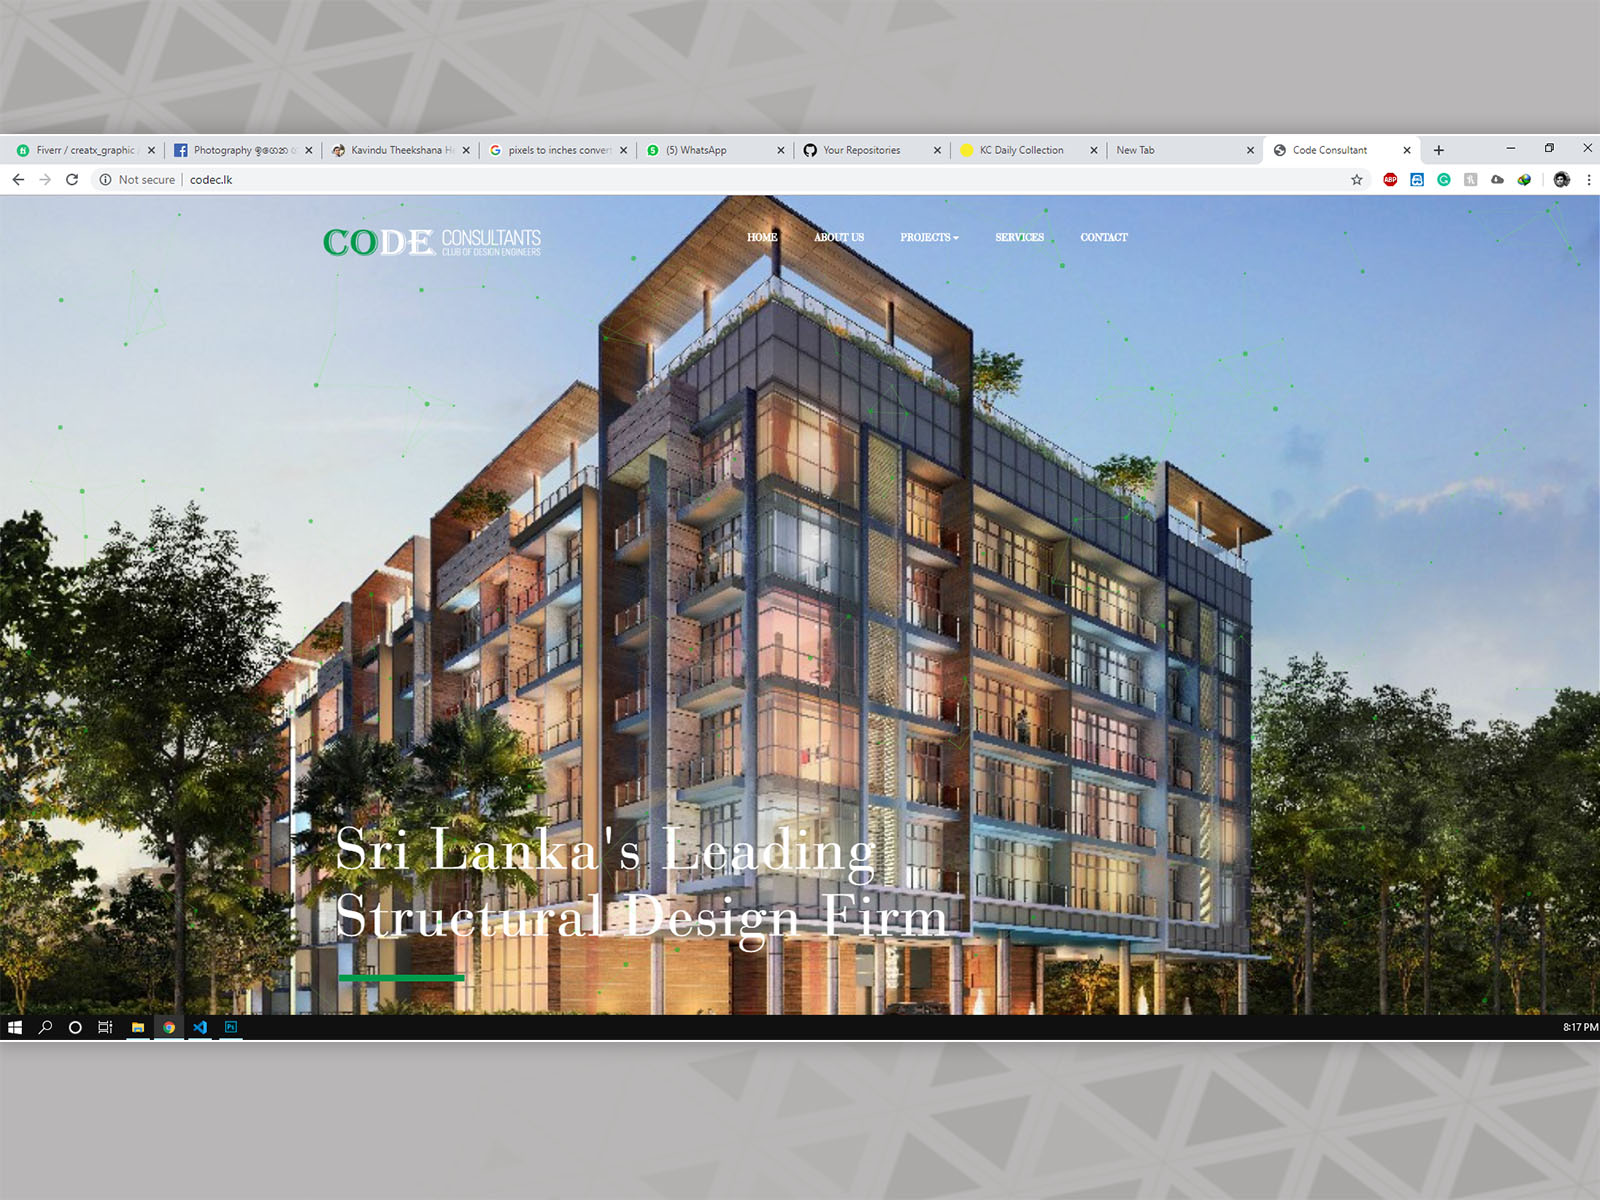 Fiverr / creatx_graphic
Photography
Kavindu Theekshana
pixels to inches convert
(5) WhatsApp
Your Repositories
KC Daily Collection
New Tab
Code Consultant
Not secure
codec.lk
ABP
CODE
CONSULTANTS
CLUB OF DESIGN ENGINEERS
HOME
ABOUT US
PROJECTS
SERVICES
CONTACT
Sri Lanka's Leading
Structural Design Firm
Ps
8:17 PM